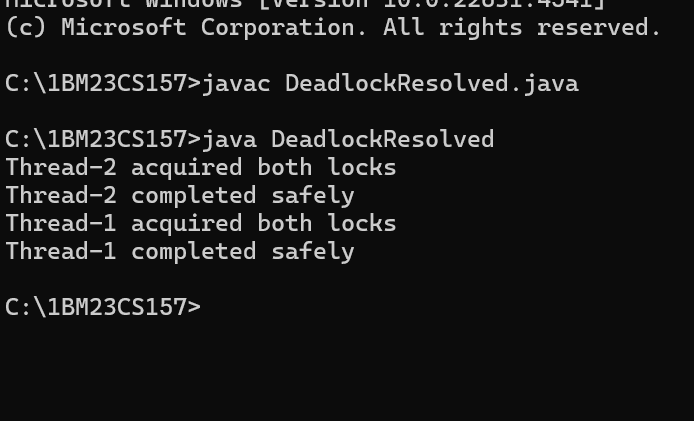 Microsoft Windows [Version 10.0.22631.4541]
(c) Microsoft Corporation. All rights reserved.
C:\1BM23CS157>javac DeadlockResolved.java
C:\1BM23CS157>java DeadlockResolved
Thread-2 acquired both locks
Thread-2 completed safely
Thread-1 acquired both locks
Thread-1 completed safely
C:\1BM23CS157>